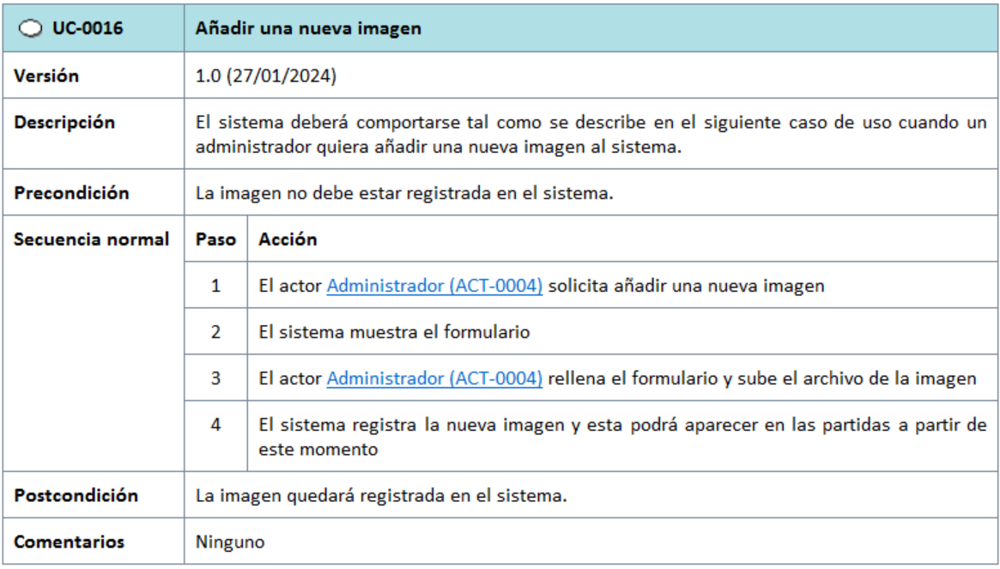 UC-0016 Añadir una nueva imagen
Versión 1.0 (27/01/2024)
Descripción El sistema deberá comportarse tal como se describe en el siguiente caso de uso cuando un
administrador quiera añadir una nueva imagen al sistema.
Precondición La imagen no debe estar registrada en el sistema.
Secuencia normal Paso Acción
1 El actor Administrador (ACT-0004) solicita añadir una nueva imagen
2 El sistema muestra el formulario
3 El actor Administrador (ACT-0004) rellena el formulario y sube el archivo de la imagen
4 El sistema registra la nueva imagen y esta podrá aparecer en las partidas a partir de
este momento
Postcondición La imagen quedará registrada en el sistema.
Comentarios Ninguno